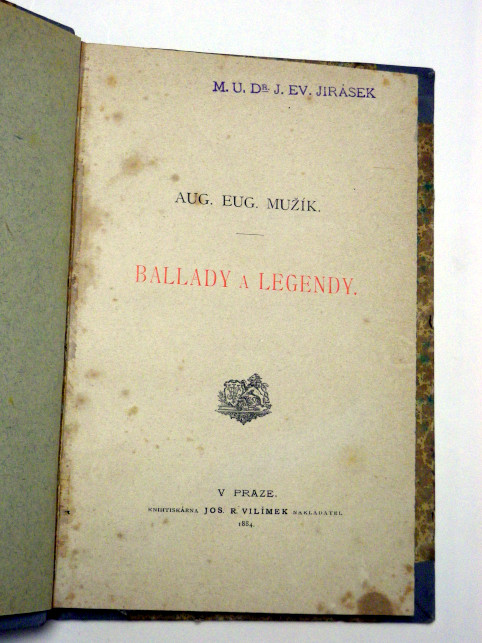 M. U. DR. J. EV. JIRÁSEK
AUG. EUG. MUŽÍK.
BALLADY A LEGENDY.
V PRAZE.
KNIHTISKÁRNA JOS. R. VILÍMEK NAKLADATEL
1884.